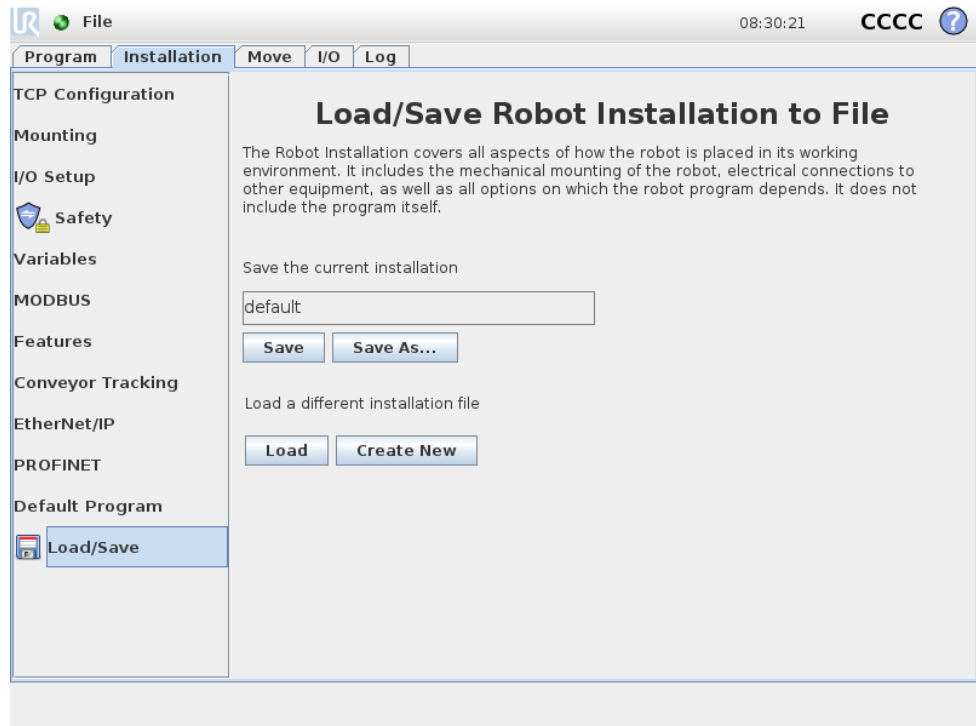 UR File 08:30:21 CCCC ?
Program Installation Move I/O Log
TCP Configuration
Mounting
I/O Setup
Safety
Variables
MODBUS
Features
Conveyor Tracking
EtherNet/IP
PROFINET
Default Program
Load/Save
Load/Save Robot Installation to File
The Robot Installation covers all aspects of how the robot is placed in its working
environment. It includes the mechanical mounting of the robot, electrical connections to
other equipment, as well as all options on which the robot program depends. It does not
include the program itself.
Save the current installation
default
Save Save As...
Load a different installation file
Load Create New